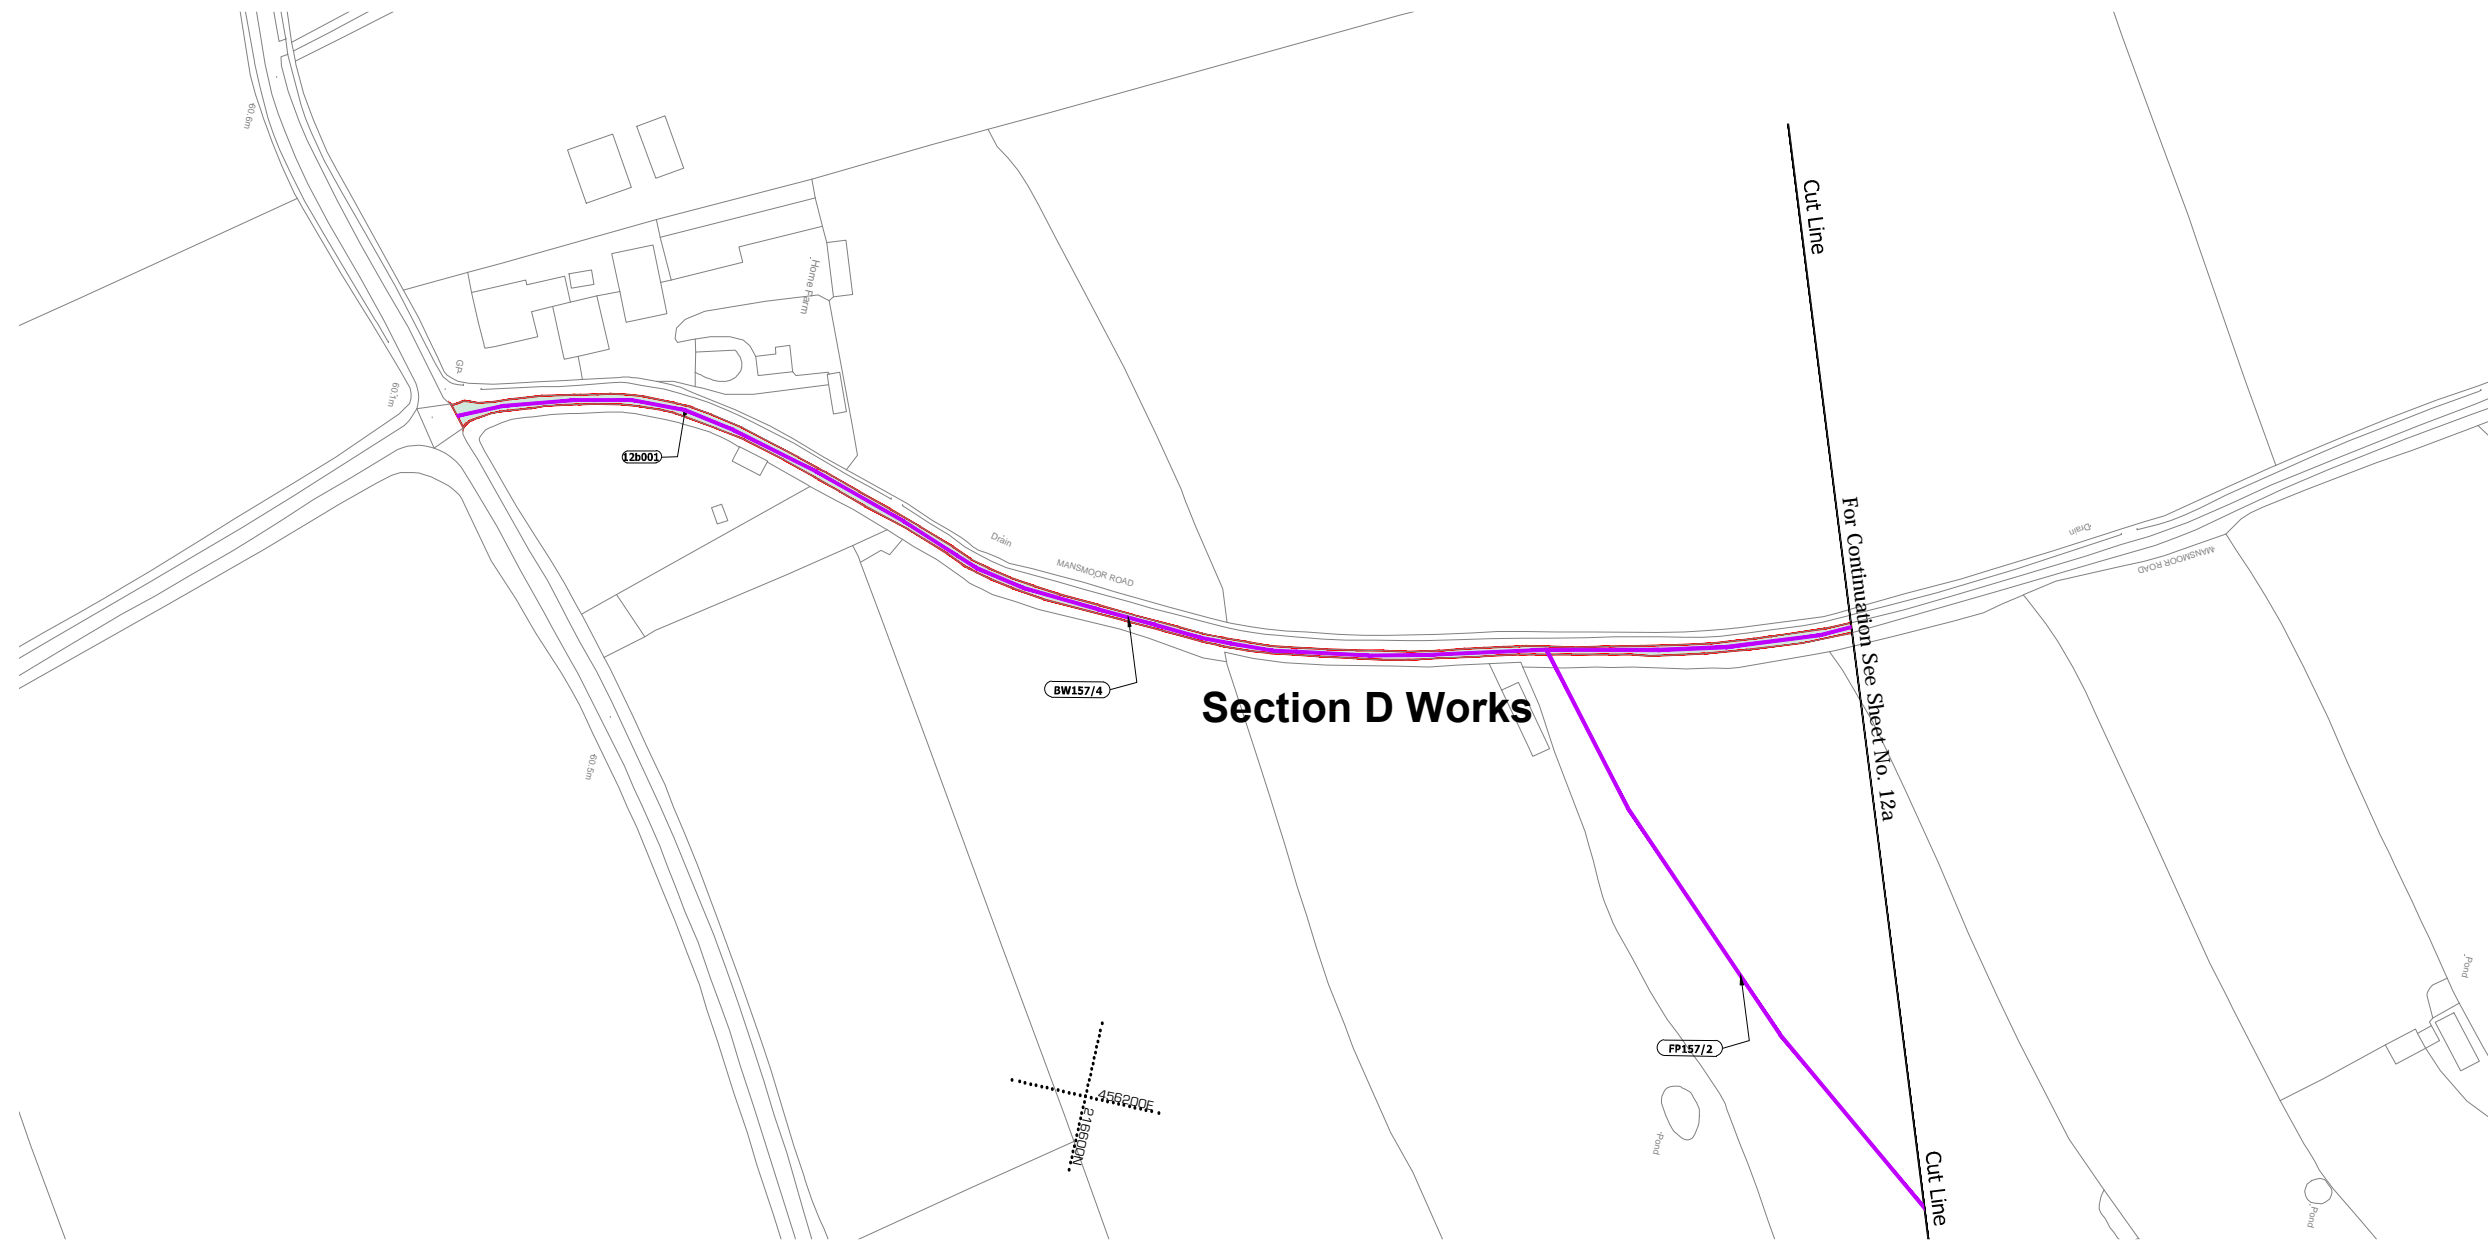 60.6m
Cut Line
Home Farm
GP
60.1m
12b001
For Continuation See Sheet No. 12a
Drain
MANSMOOR ROAD
Drain
MANSMOOR ROAD
BW157/4
Section D Works
60.5m
Pond
FP157/2
456200E
216600N
Pond
Cut Line
Pond